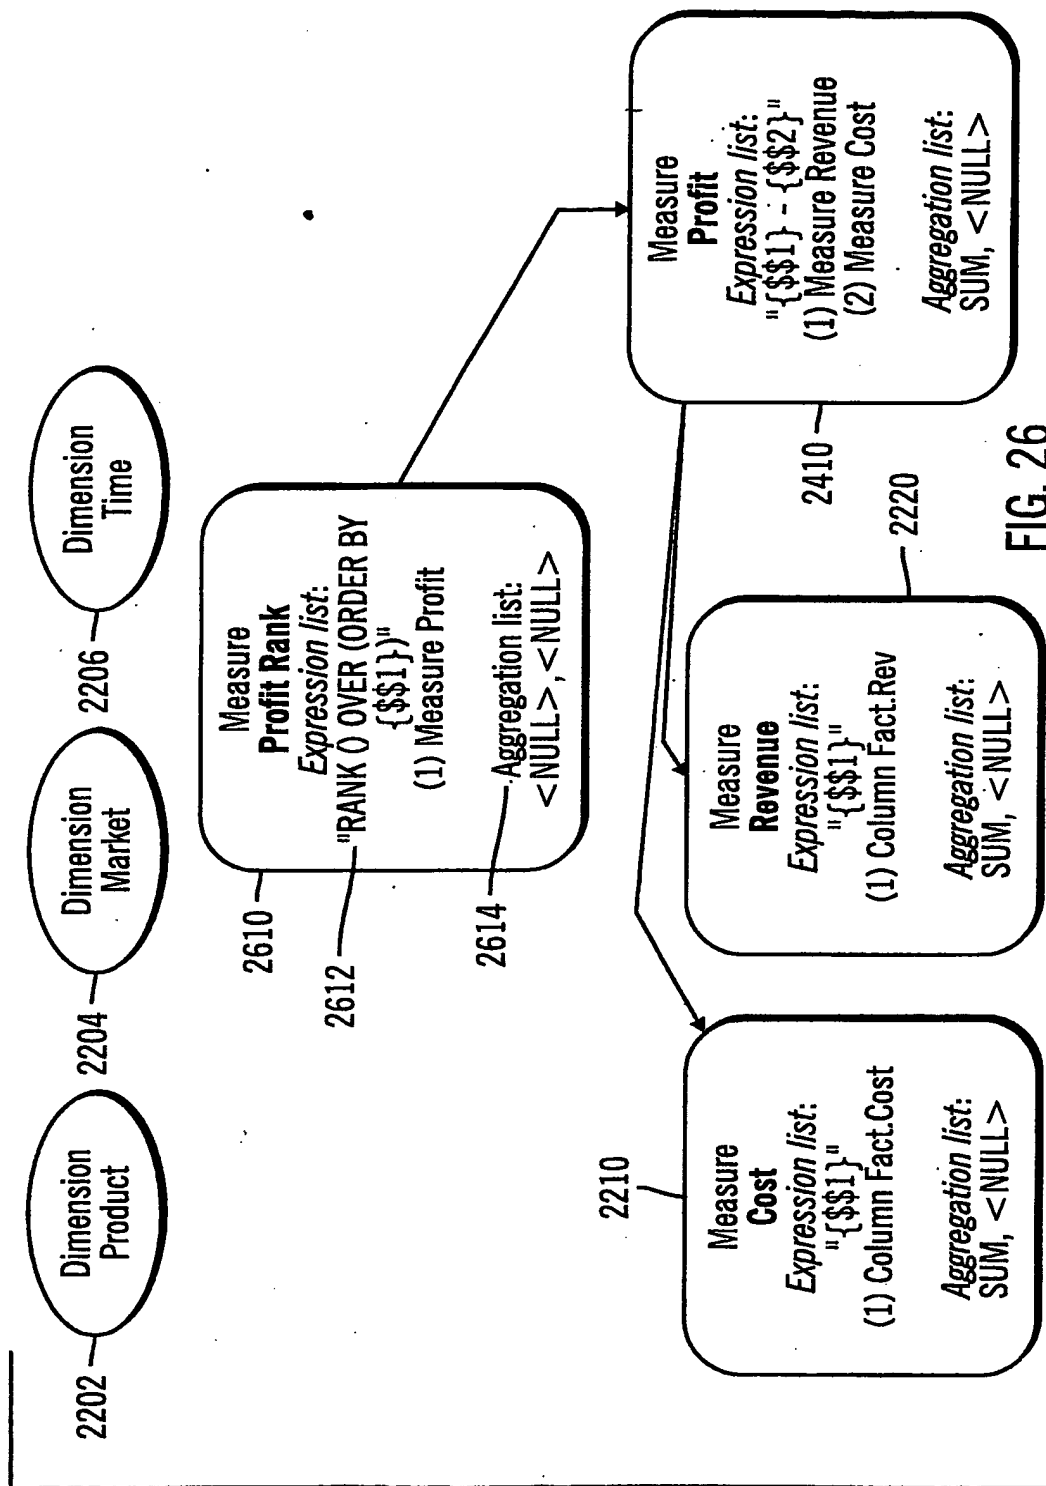 Dimension
Product
2202
Dimension
Market
2204
Dimension
Time
2206
2610
Measure
Profit Rank
Expression list:
"RANK () OVER (ORDER BY
{$$1})"
(1) Measure Profit
Aggregation list:
<NULL>,<NULL>
2612
2614
Measure
Profit
Expression list:
"{$$1} - {$$2}"
(1) Measure Revenue
(2) Measure Cost
Aggregation list:
SUM, <NULL>
2410
2210
Measure
Cost
Expression list:
"{$$1}"
(1) Column Fact.Cost
Aggregation list:
SUM, <NULL>
Measure
Revenue
Expression list:
"{$$1}"
(1) Column Fact.Rev
Aggregation list:
SUM, <NULL>
2220
FIG. 26